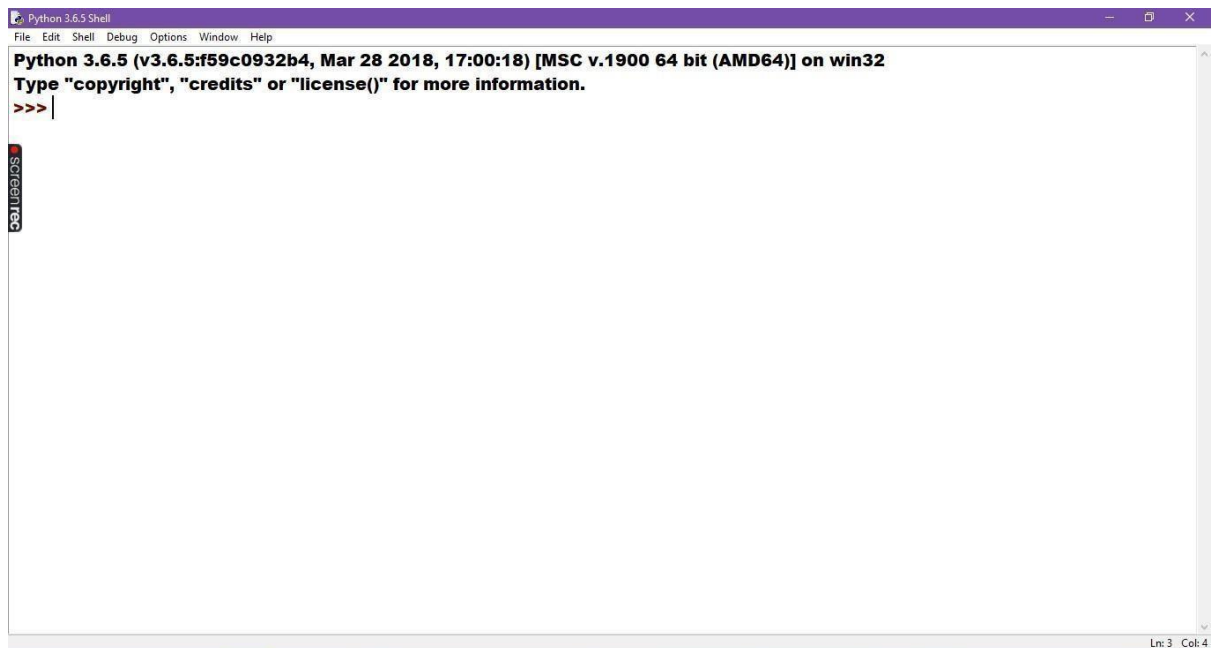 Python 3.6.5 Shell
File Edit Shell Debug Options Window Help
Python 3.6.5 (v3.6.5:f59c0932b4, Mar 28 2018, 17:00:18) [MSC v.1900 64 bit (AMD64)] on win32
Type "copyright", "credits" or "license()" for more information.
>>>
screenrec
Ln: 3 Col: 4